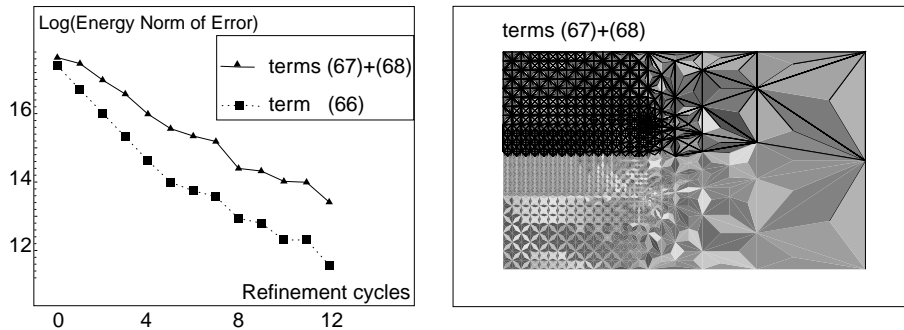 Log(Energy Norm of Error)
terms (67)+(68)
term (66)
16
14
12
Refinement cycles
0 4 8 12
terms (67)+(68)